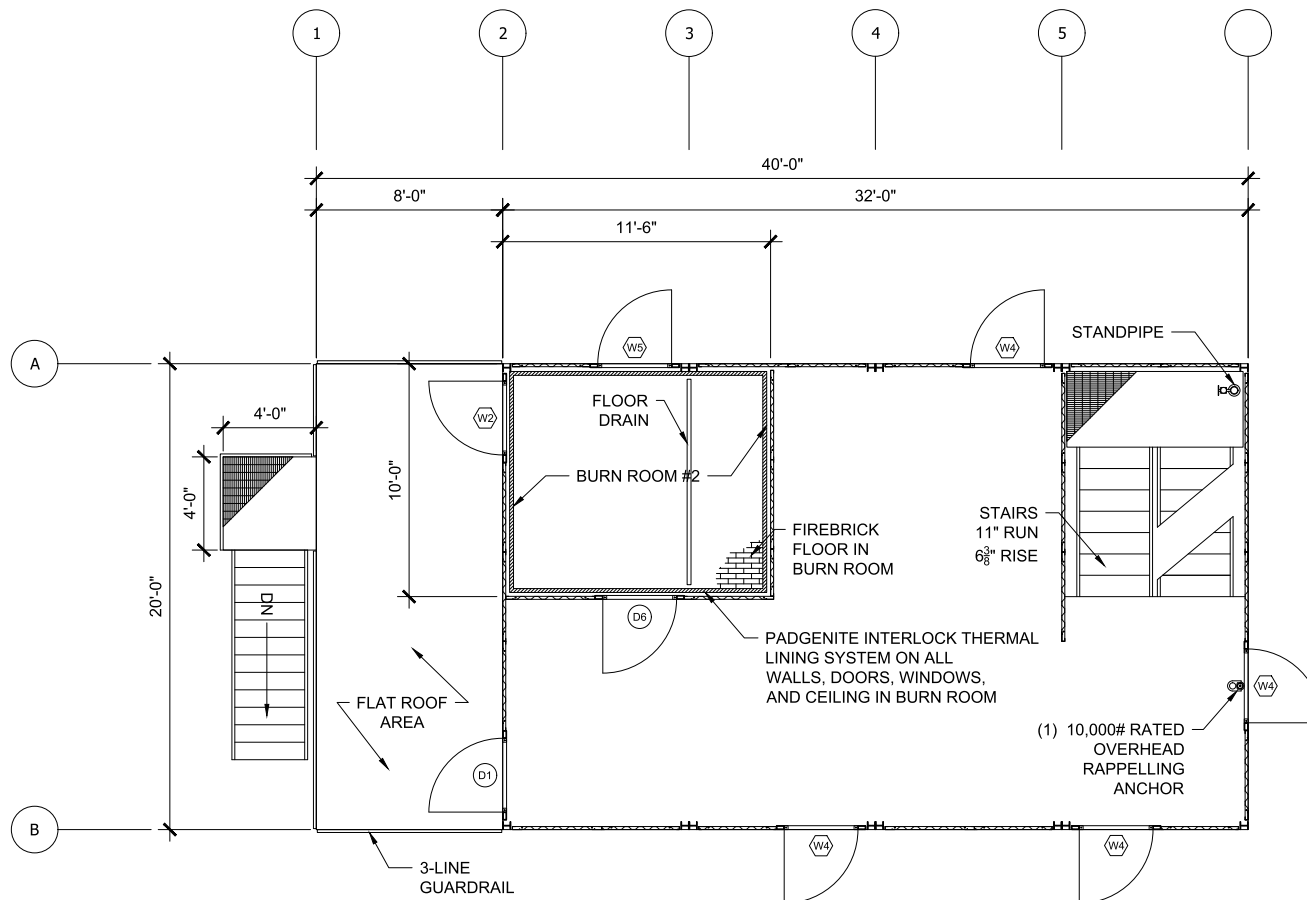 1
2
3
4
5
40'-0"
8'-0"
32'-0"
11'-6"
A
W5
W4
STANDPIPE
4'-0"
W2
FLOOR
DRAIN
4'-0"
10'-0"
BURN ROOM #2
STAIRS
11" RUN
6 3/8" RISE
FIREBRICK
FLOOR IN
BURN ROOM
20'-0"
DN
D6
PADGENITE INTERLOCK THERMAL
LINING SYSTEM ON ALL
WALLS, DOORS, WINDOWS,
AND CEILING IN BURN ROOM
FLAT ROOF
AREA
W4
(1) 10,000# RATED
OVERHEAD
RAPPELLING
ANCHOR
D1
B
W4
W4
3-LINE
GUARDRAIL